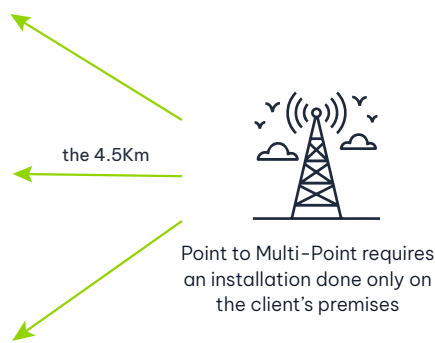 the 4.5Km
Point to Multi-Point requires
an installation done only on
the client's premises